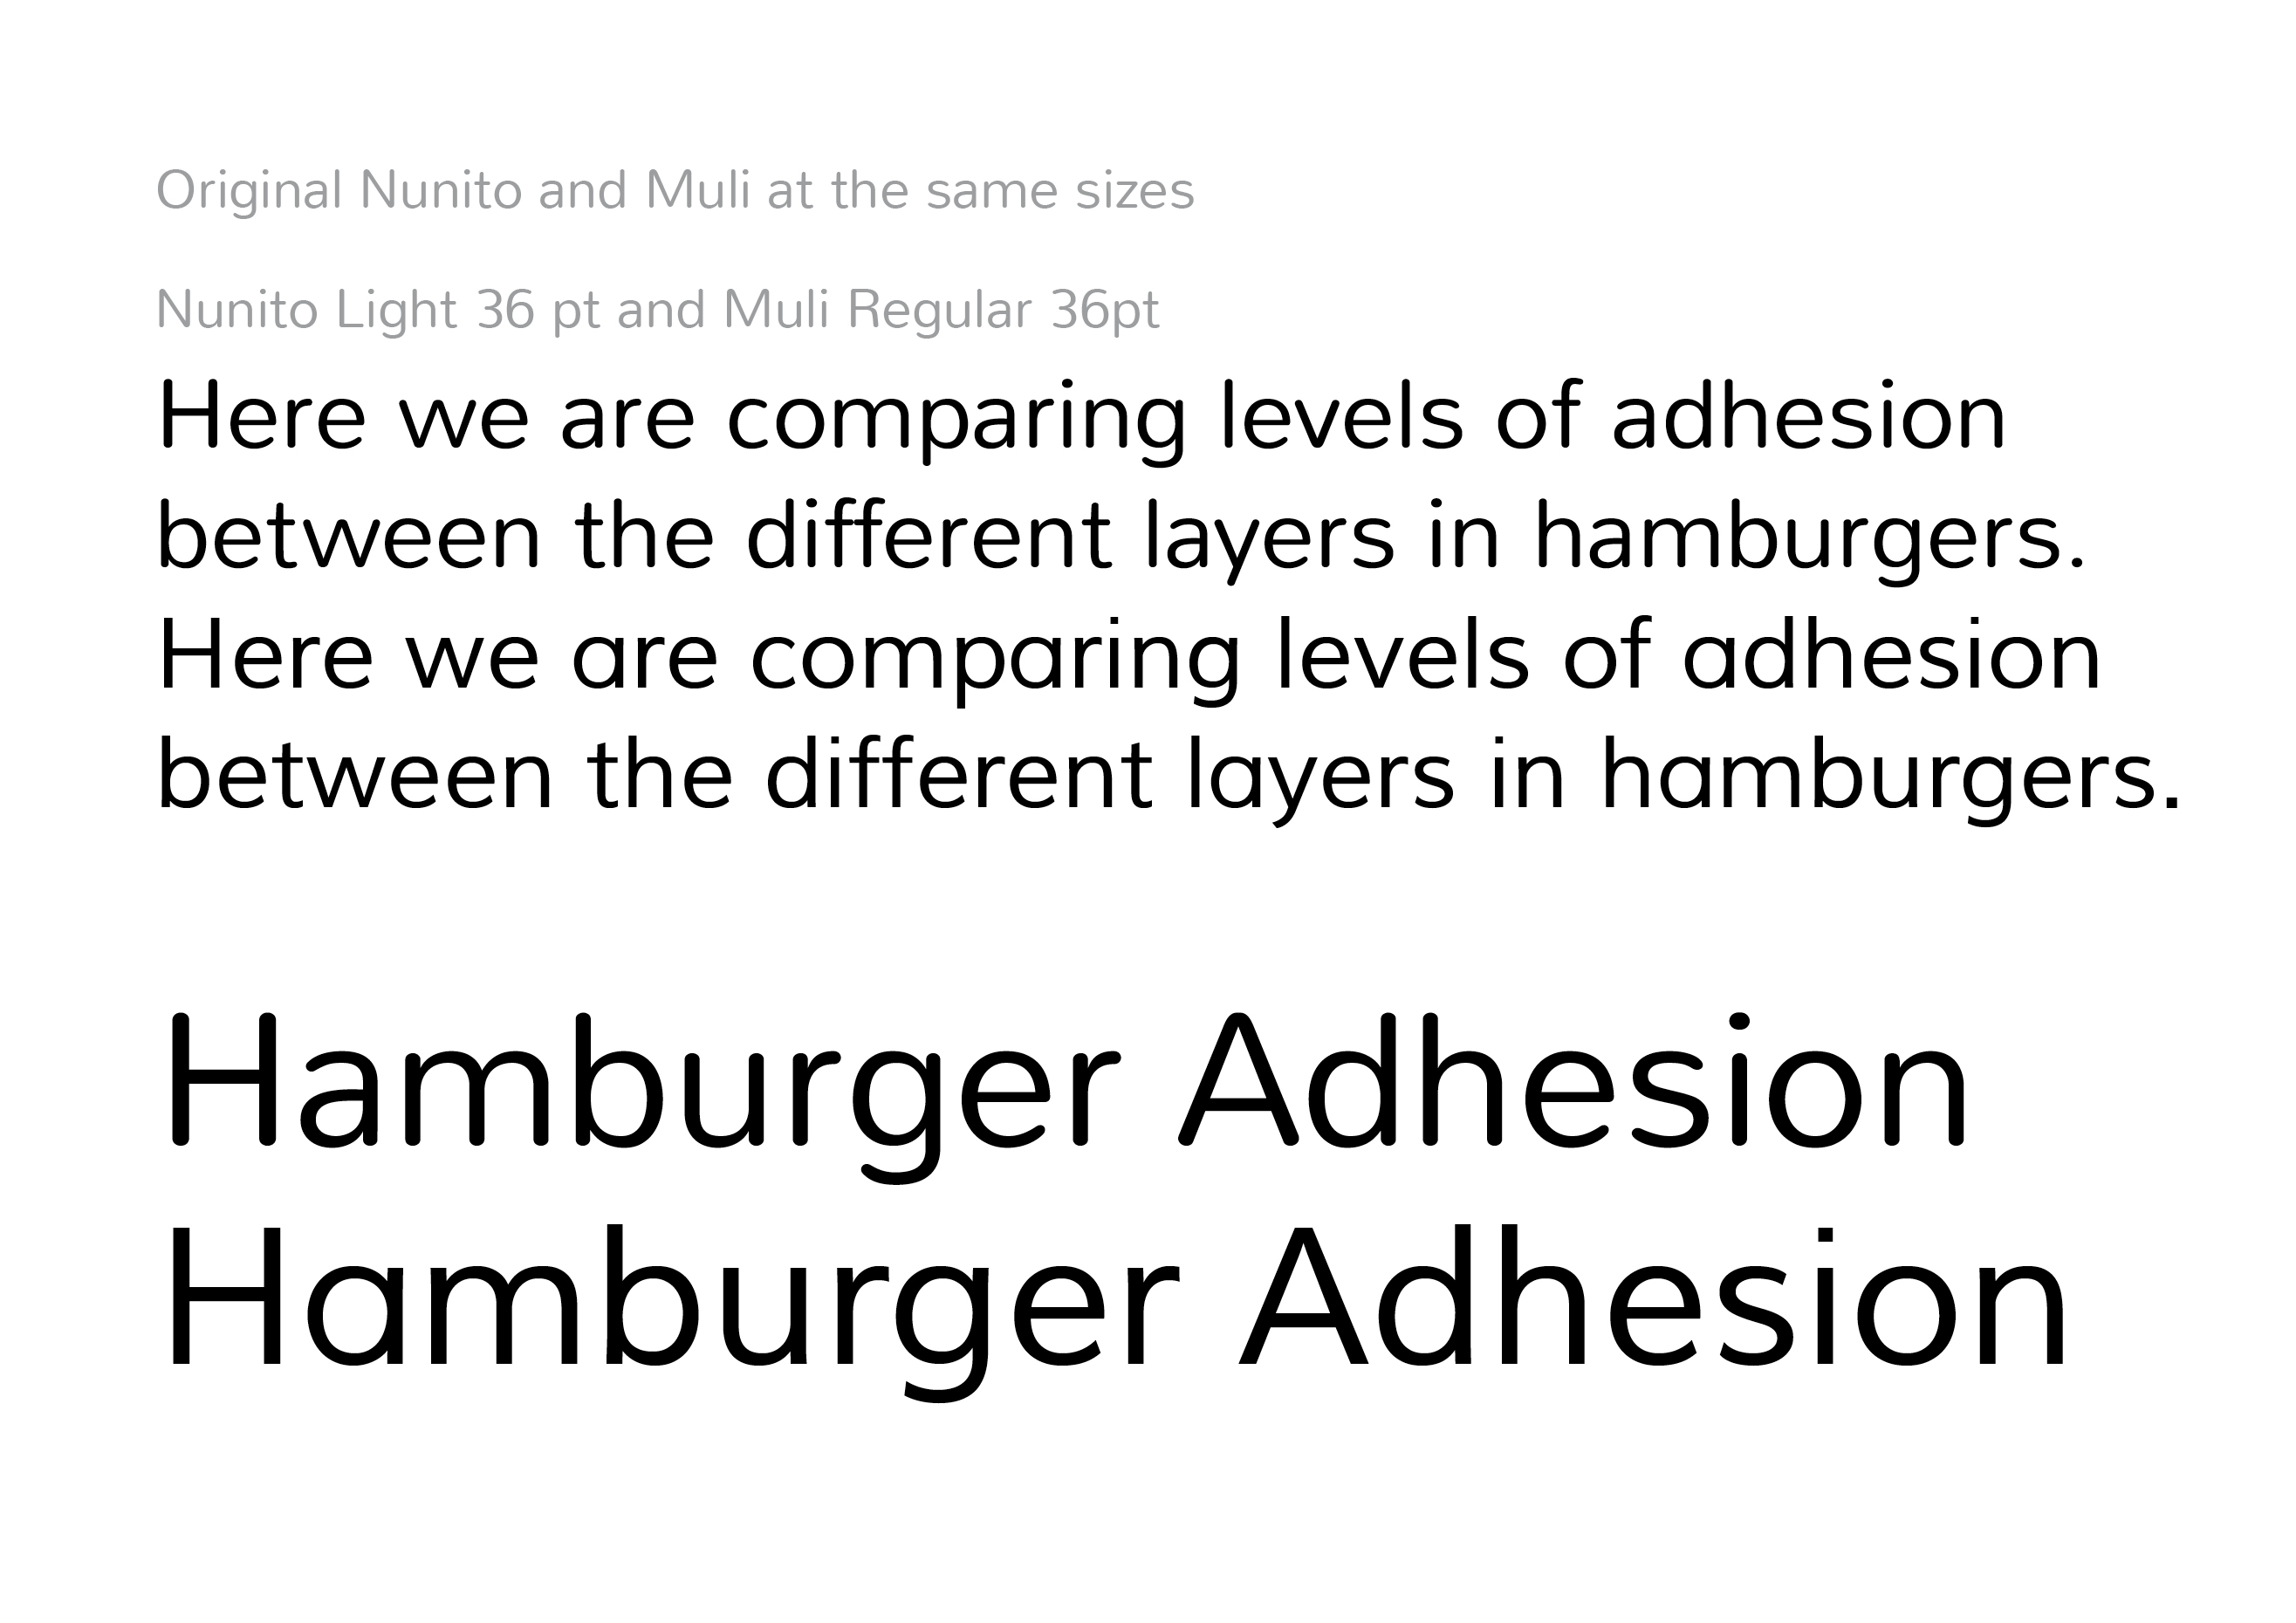 Original Nunito and Muli at the same sizes
Nunito Light 36 pt and Muli Regular 36pt
Here we are comparing levels of adhesion
between the different layers in hamburgers.
Here we are comparing levels of adhesion
between the different layers in hamburgers.
Hamburger Adhesion
Hamburger Adhesion